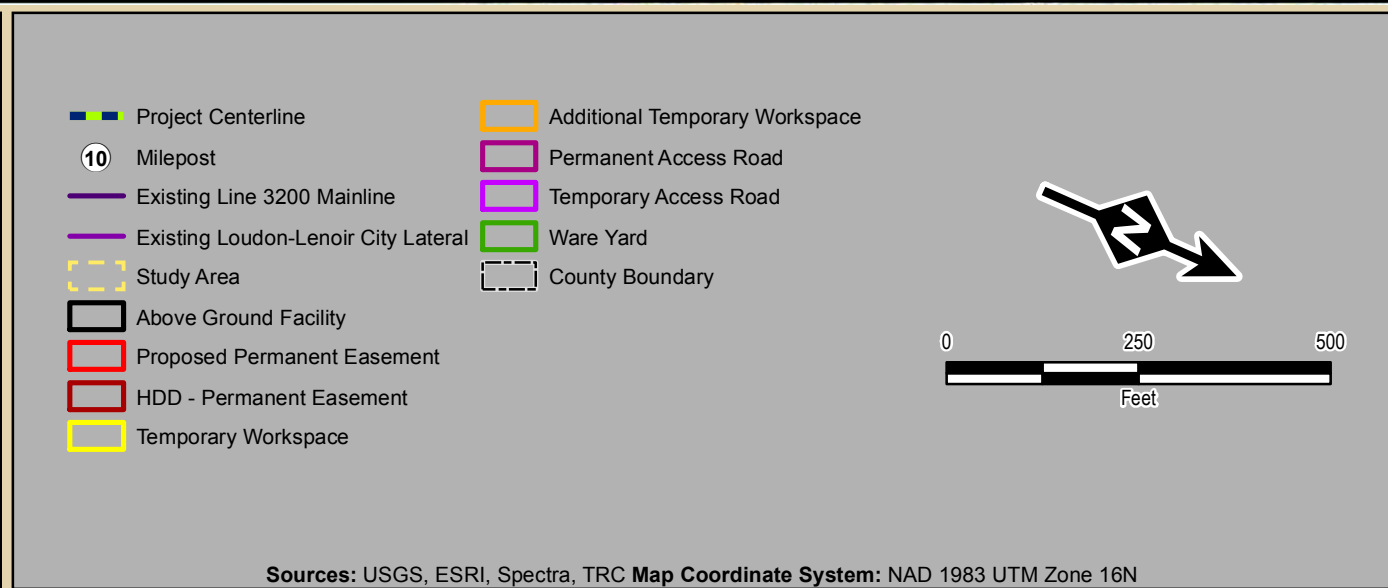 Project Centerline
10 Milepost
Existing Line 3200 Mainline
Existing Loudon-Lenoir City Lateral
Study Area
Above Ground Facility
Proposed Permanent Easement
HDD - Permanent Easement
Temporary Workspace
Additional Temporary Workspace
Permanent Access Road
Temporary Access Road
Ware Yard
County Boundary
N
0 250 500
Feet
Sources: USGS, ESRI, Spectra, TRC Map Coordinate System: NAD 1983 UTM Zone 16N